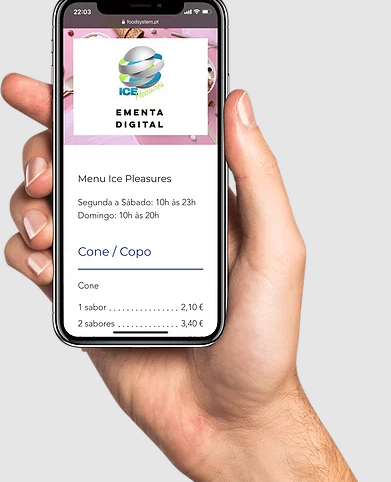 22:03
foodsystem.pt
ICE
Pleasures
EMENTA
DIGITAL
Menu Ice Pleasures
Segunda a Sábado: 10h às 23h
Domingo: 10h às 20h
Cone / Copo
Cone
1 sabor ................ 2,10 €
2 sabores .............. 3,40 €